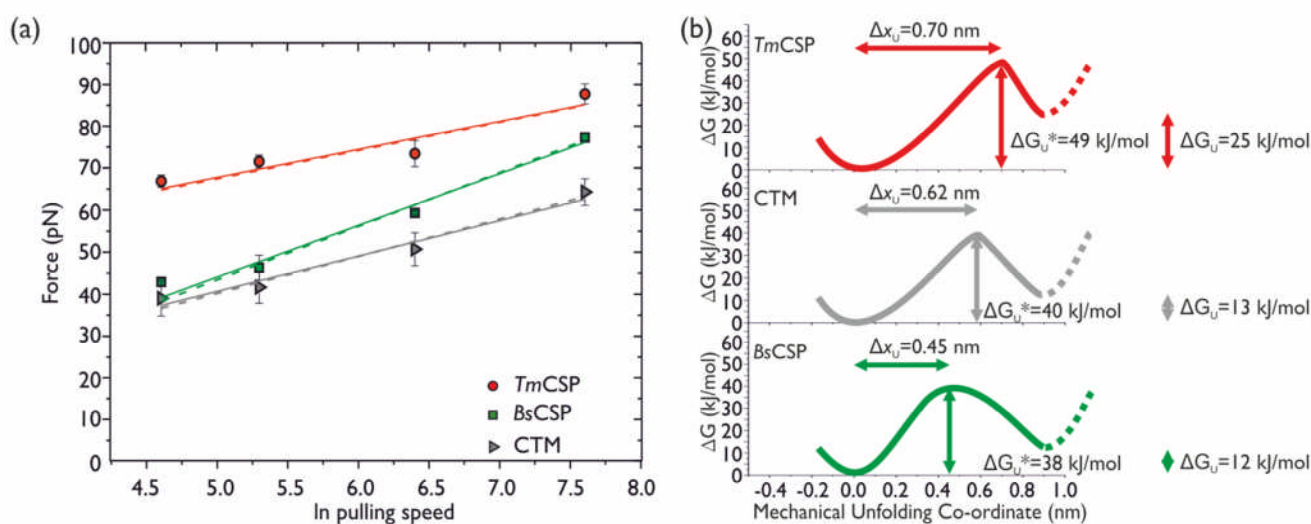 (a)
Force (pN)
100
90
80
70
60
50
40
30
20
10
0
4.5 5.0 5.5 6.0 6.5 7.0 7.5 8.0
ln pulling speed
TmCSP
BsCSP
CTM
(b)
TmCSP
Δxᵤ=0.70 nm
ΔG (kJ/mol)
60
50
40
30
20
10
0
ΔGᵤ*=49 kJ/mol
ΔGᵤ=25 kJ/mol
CTM
Δxᵤ=0.62 nm
ΔG (kJ/mol)
60
50
40
30
20
10
0
ΔGᵤ*=40 kJ/mol
ΔGᵤ=13 kJ/mol
BsCSP
Δxᵤ=0.45 nm
ΔG (kJ/mol)
60
50
40
30
20
10
0
ΔGᵤ*=38 kJ/mol
ΔGᵤ=12 kJ/mol
-0.4 -0.2 0.0 0.2 0.4 0.6 0.8 1.0
Mechanical Unfolding Co-ordinate (nm)